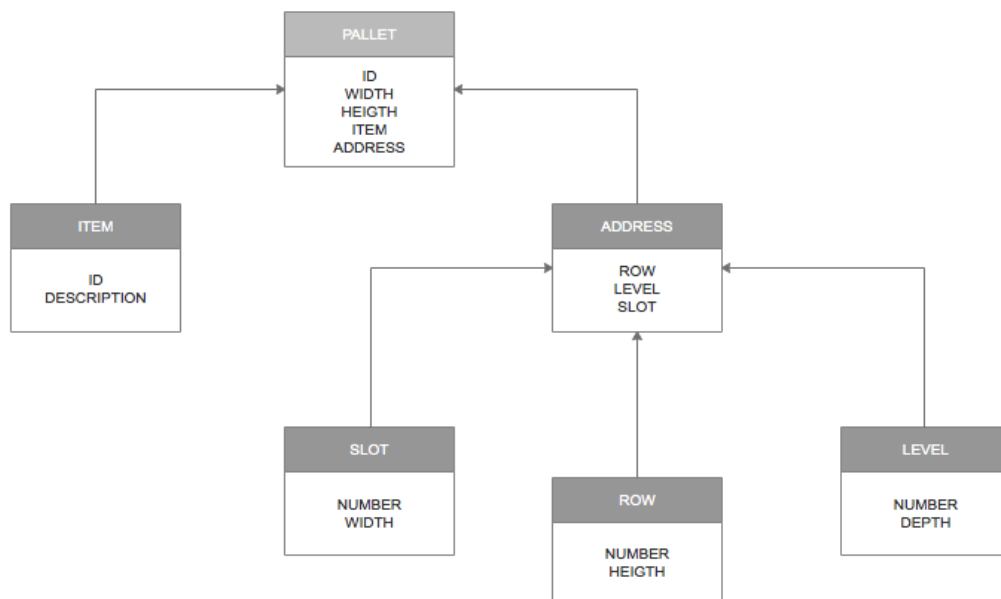 PALLET
ID
WIDTH
HEIGTH
ITEM
ADDRESS
ITEM
ID
DESCRIPTION
ADDRESS
ROW
LEVEL
SLOT
SLOT
NUMBER
WIDTH
ROW
NUMBER
HEIGTH
LEVEL
NUMBER
DEPTH